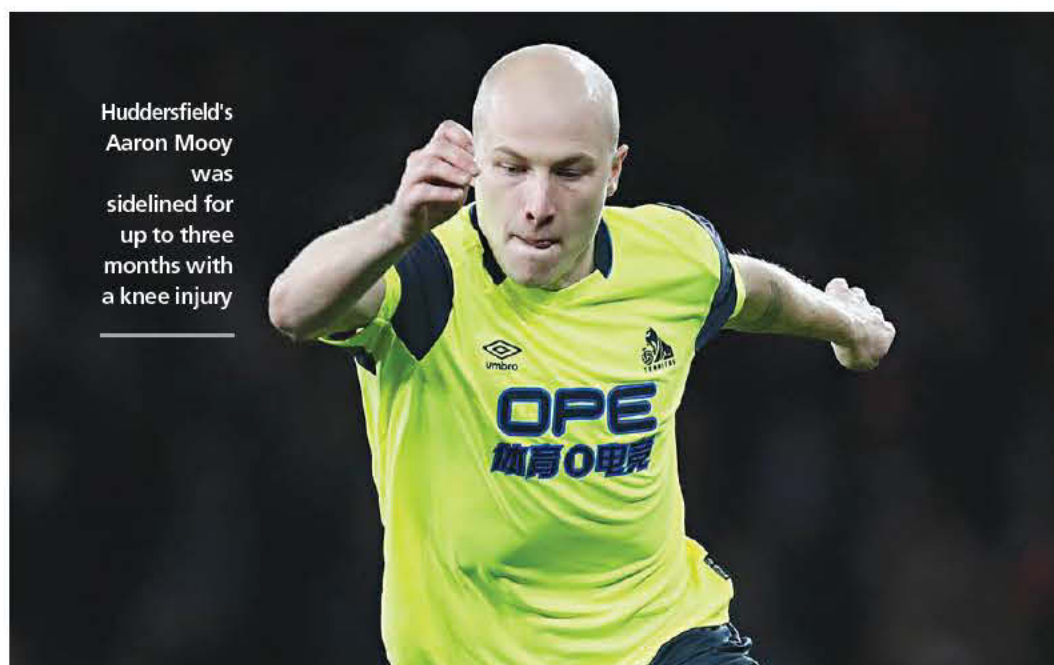 Huddersfield's
Aaron Mooy
was
sidelined for
up to three
months with
a knee injury
umbro
TERRIERS
OPE
体育0电竞